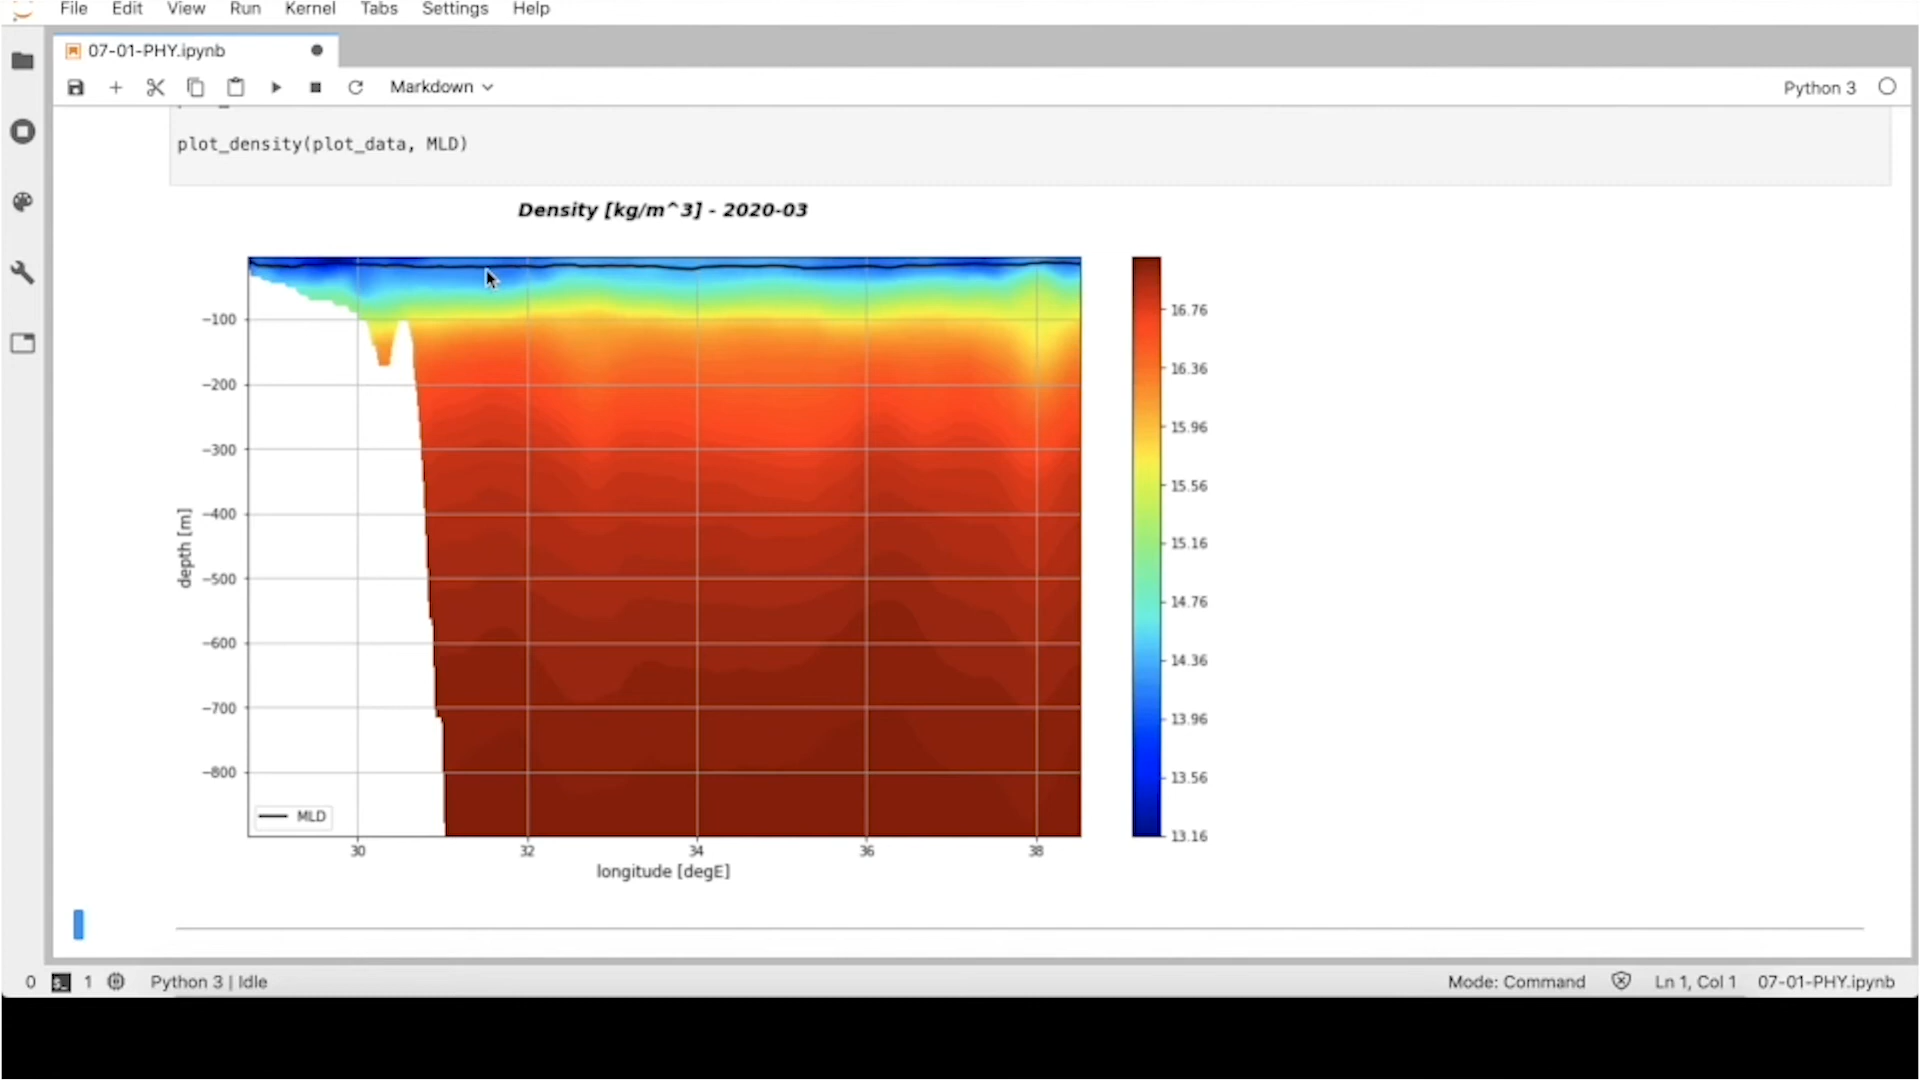 File Edit View Run Kernel Tabs Settings Help
07-01-PHY.ipynb
Markdown
Python 3
plot_density(plot_data, MLD)
Density [kg/m^3] - 2020-03
−100
−200
−300
−400
−500
−600
−700
−800
depth [m]
MLD
30 32 34 36 38
longitude [degE]
16.76
16.36
15.96
15.56
15.16
14.76
14.36
13.96
13.56
13.16
0 1 Python 3 | Idle Mode: Command Ln 1, Col 1 07-01-PHY.ipynb